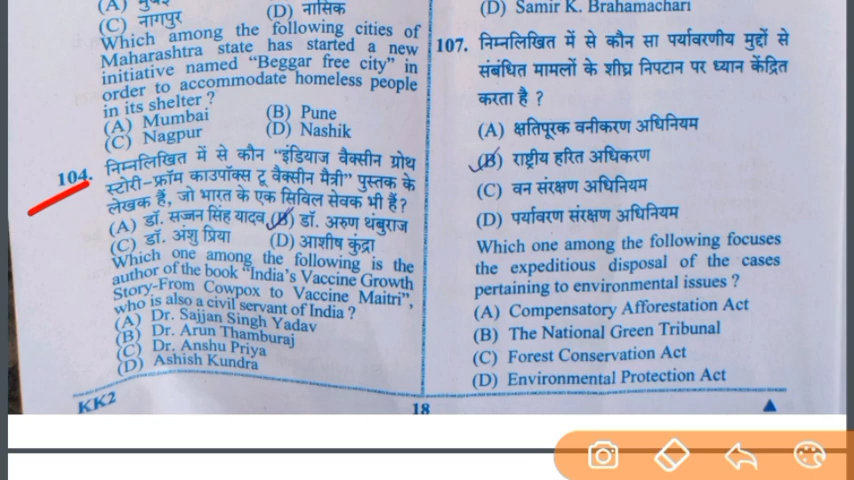 (A) मुंबई
(C) नागपुर (D) नासिक
Which among the following cities of
Maharashtra state has started a new
initiative named “Beggar free city” in
order to accommodate homeless people
in its shelter ?
(A) Mumbai (B) Pune
(C) Nagpur (D) Nashik
104. निम्नलिखित में से कौन “इंडियाज वैक्सीन ग्रोथ
स्टोरी-फ्रॉम काउपॉक्स टू वैक्सीन मैत्री” पुस्तक के
लेखक हैं, जो भारत के एक सिविल सेवक भी हैं?
(A) डॉ. सज्जन सिंह यादव (B) डॉ. अरुण थंबुराज
(C) डॉ. अंशु प्रिया (D) आशीष कुंद्रा
Which one among the following is the
author of the book “India’s Vaccine Growth
Story-From Cowpox to Vaccine Maitri”,
who is also a civil servant of India ?
(A) Dr. Sajjan Singh Yadav
(B) Dr. Arun Thamburaj
(C) Dr. Anshu Priya
(D) Ashish Kundra
KK2
(D) Samir K. Brahamachari
107. निम्नलिखित में से कौन सा पर्यावरणीय मुद्दों से
संबंधित मामलों के शीघ्र निपटान पर ध्यान केंद्रित
करता है ?
(A) क्षतिपूरक वनीकरण अधिनियम
(B) राष्ट्रीय हरित अधिकरण
(C) वन संरक्षण अधिनियम
(D) पर्यावरण संरक्षण अधिनियम
Which one among the following focuses
the expeditious disposal of the cases
pertaining to environmental issues ?
(A) Compensatory Afforestation Act
(B) The National Green Tribunal
(C) Forest Conservation Act
(D) Environmental Protection Act
18